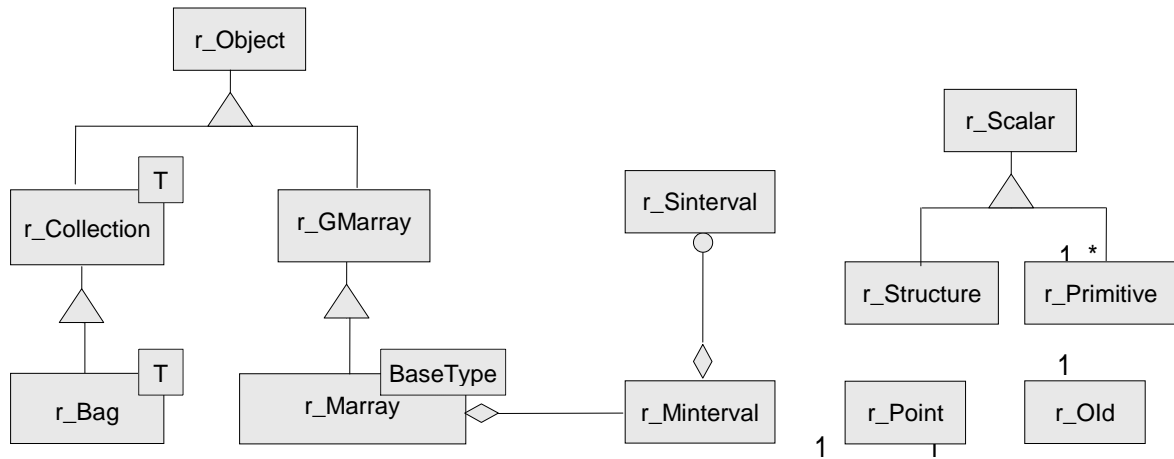 r_Object
r_Scalar
T
r_Collection
r_GMarray
r_Sinterval
1 *
r_Structure
r_Primitive
T
BaseType
1
r_Bag
r_Marray
r_Minterval
r_Point
r_OId
1